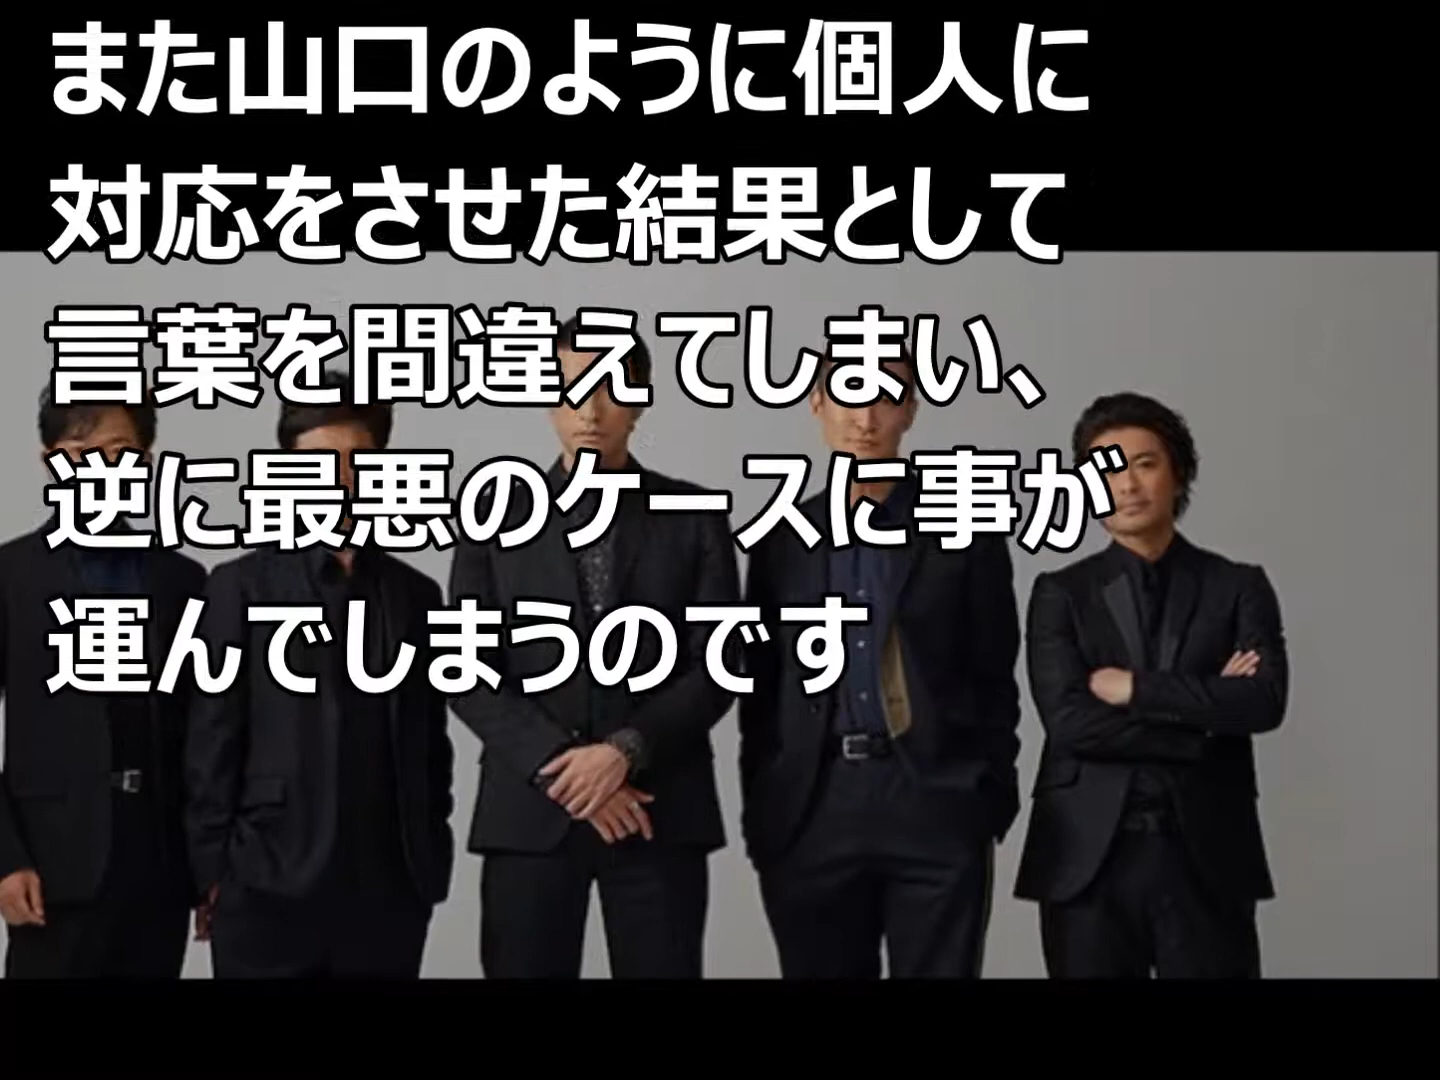 また山口のように個人に
対応をさせた結果として
言葉を間違えてしまい、
逆に最悪のケースに事が
運んでしまうのです